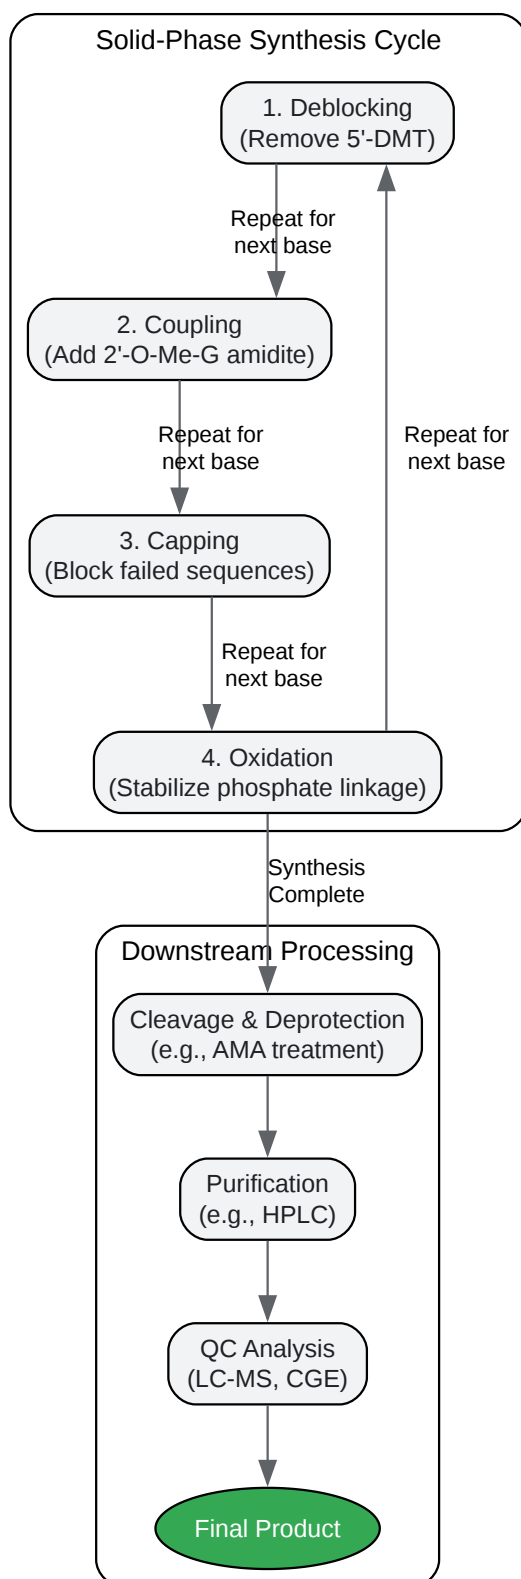 Solid-Phase Synthesis Cycle
1. Deblocking
(Remove 5'-DMT)
Repeat for
next base
2. Coupling
(Add 2'-O-Me-G amidite)
Repeat for
next base
Repeat for
next base
3. Capping
(Block failed sequences)
Repeat for
next base
4. Oxidation
(Stabilize phosphate linkage)
Synthesis
Complete
Downstream Processing
Cleavage & Deprotection
(e.g., AMA treatment)
Purification
(e.g., HPLC)
QC Analysis
(LC-MS, CGE)
Final Product